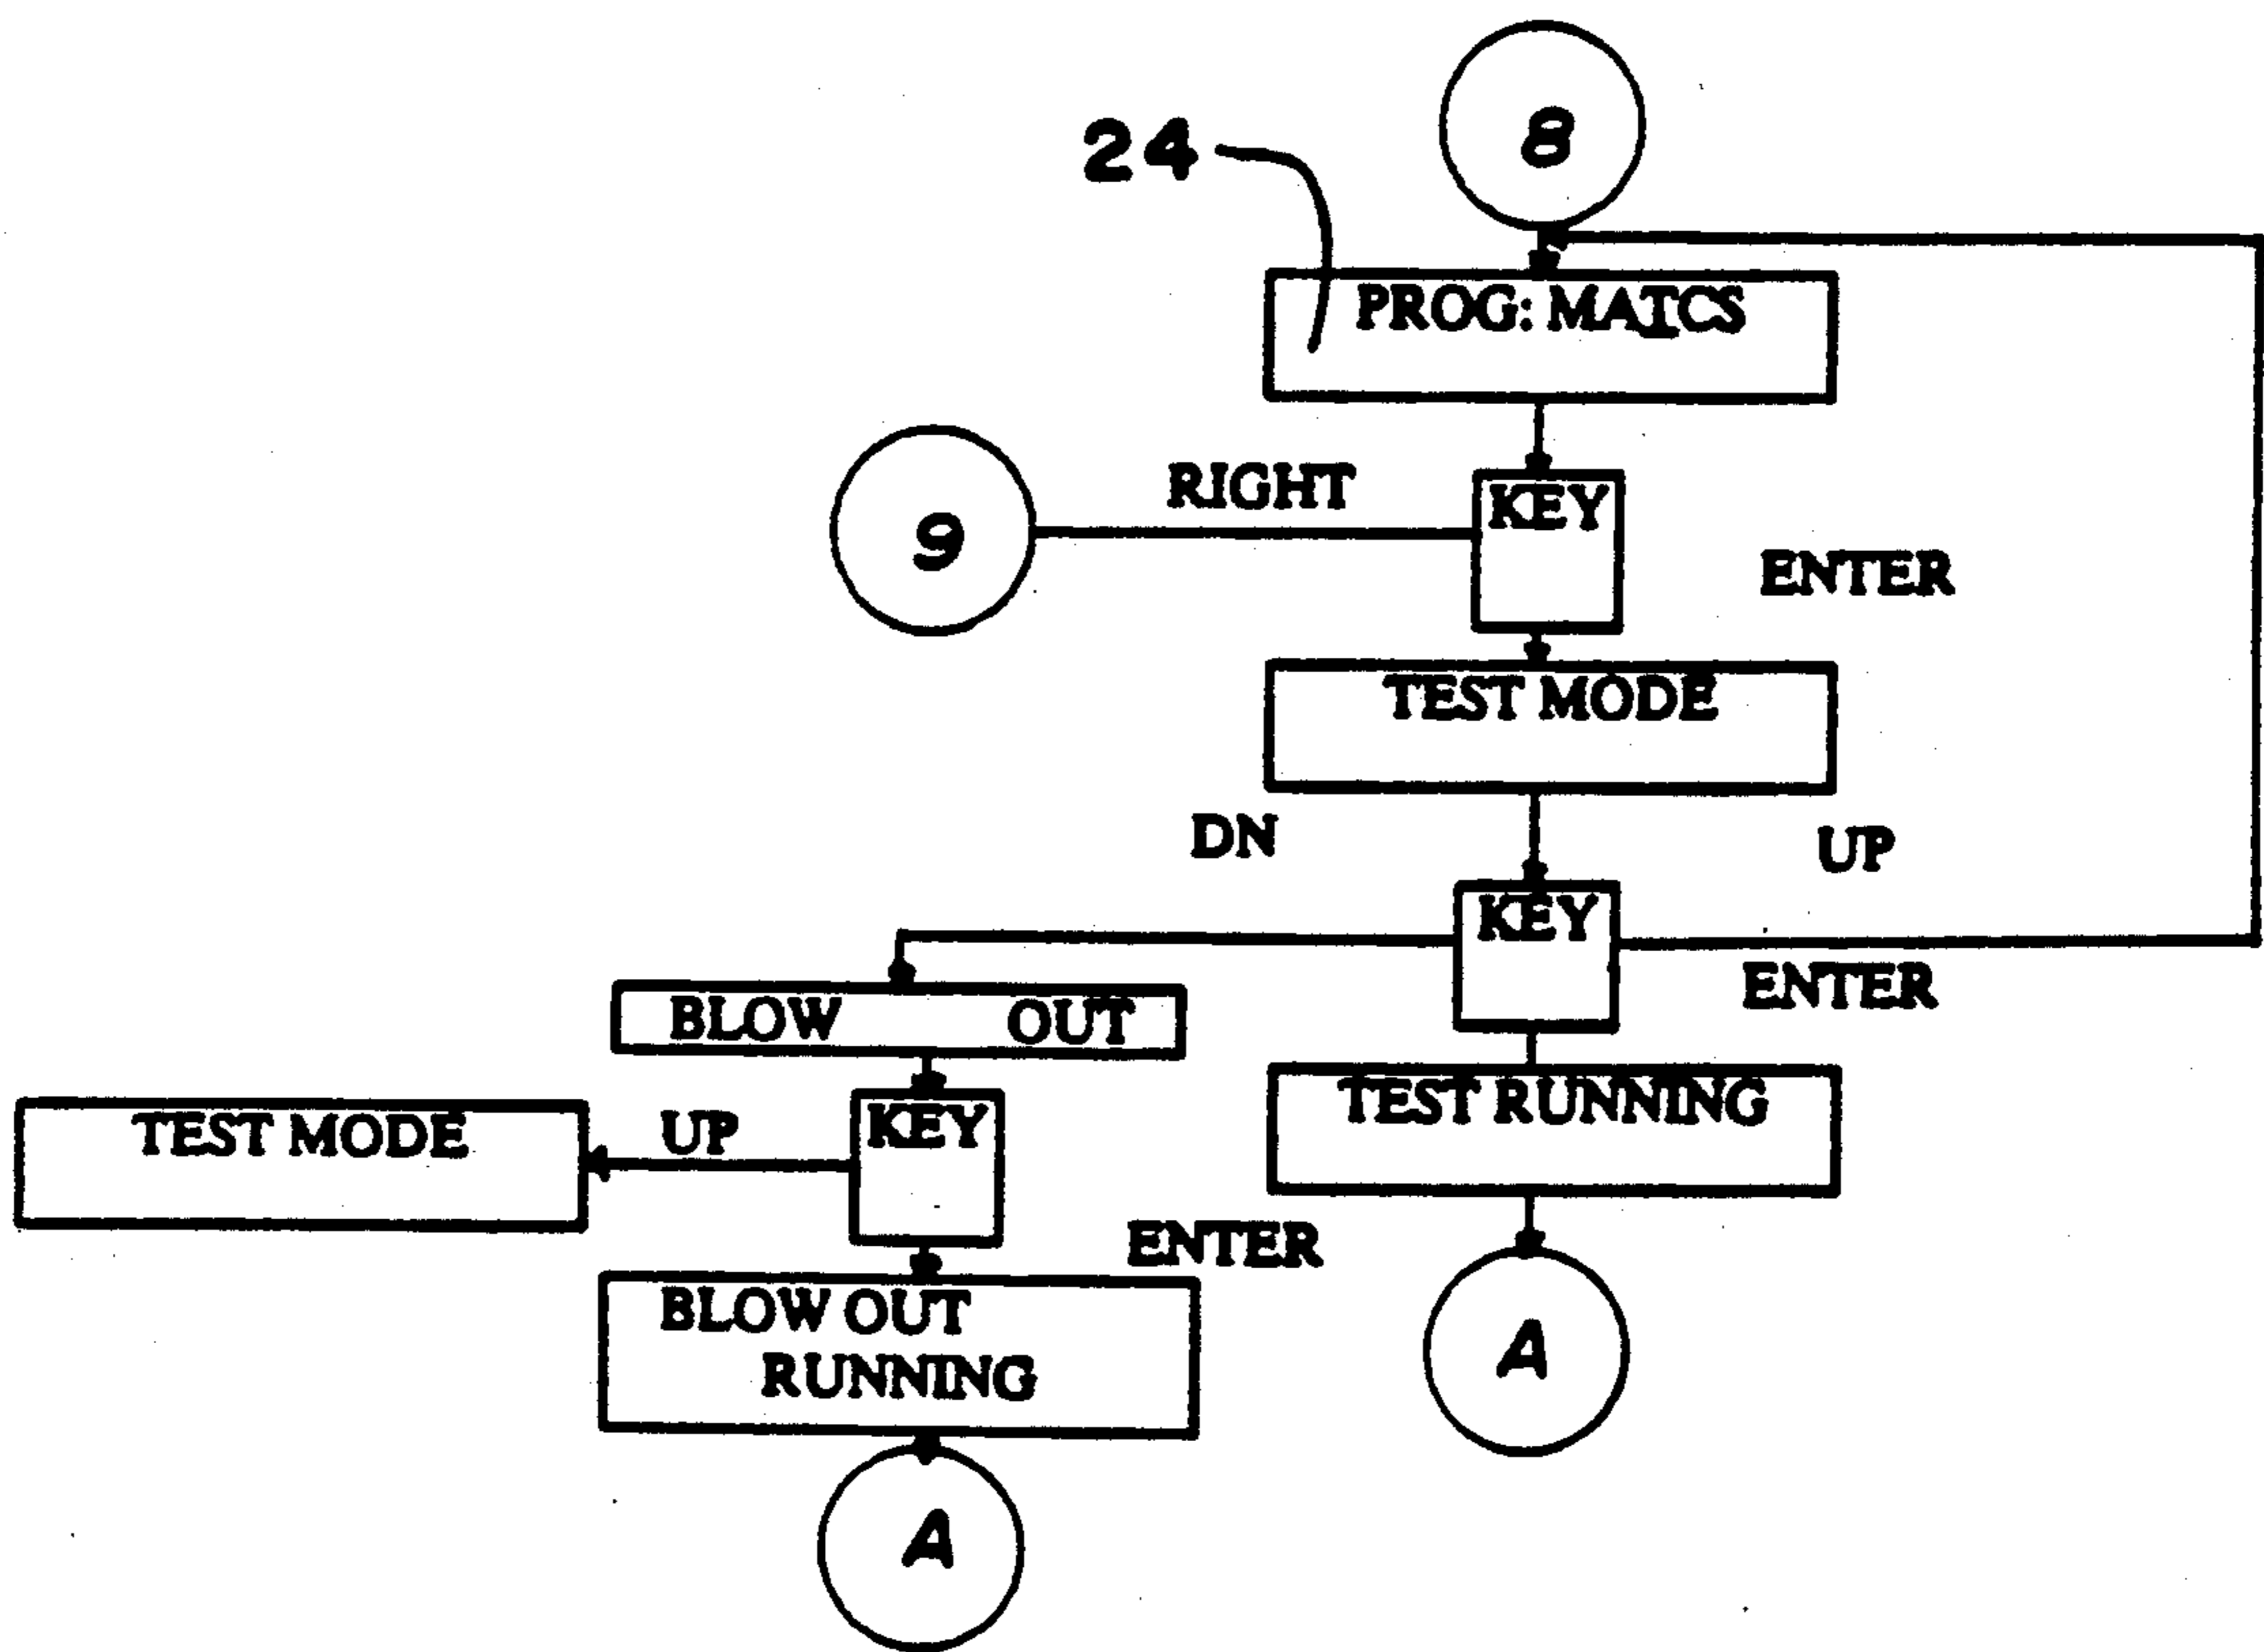 8
24
PROG: MATCS
RIGHT
KEY
9
ENTER
TEST MODE
DN
UP
KEY
ENTER
BLOW OUT
TEST RUNNING
TEST MODE
UP
KEY
ENTER
BLOW OUT
RUNNING
A
A